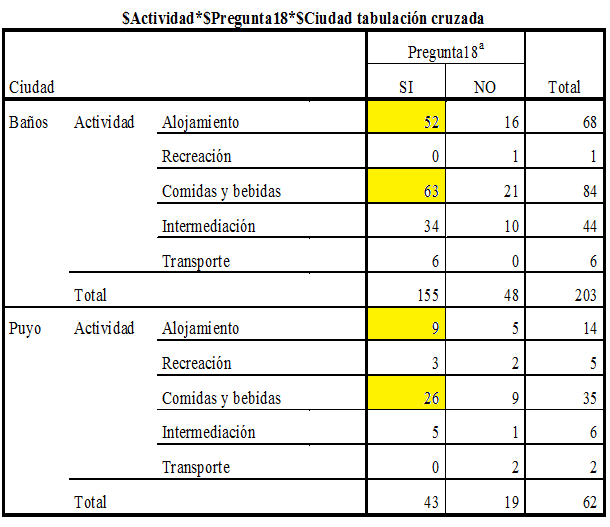 $Actividad*$Pregunta18*$Ciudad tabulación cruzada
Pregunta18a
Ciudad SI NO Total
Baños Actividad Alojamiento 52 16 68
Recreación 0 1 1
Comidas y bebidas 63 21 84
Intermediación 34 10 44
Transporte 6 0 6
Total 155 48 203
Puyo Actividad Alojamiento 9 5 14
Recreación 3 2 5
Comidas y bebidas 26 9 35
Intermediación 5 1 6
Transporte 0 2 2
Total 43 19 62